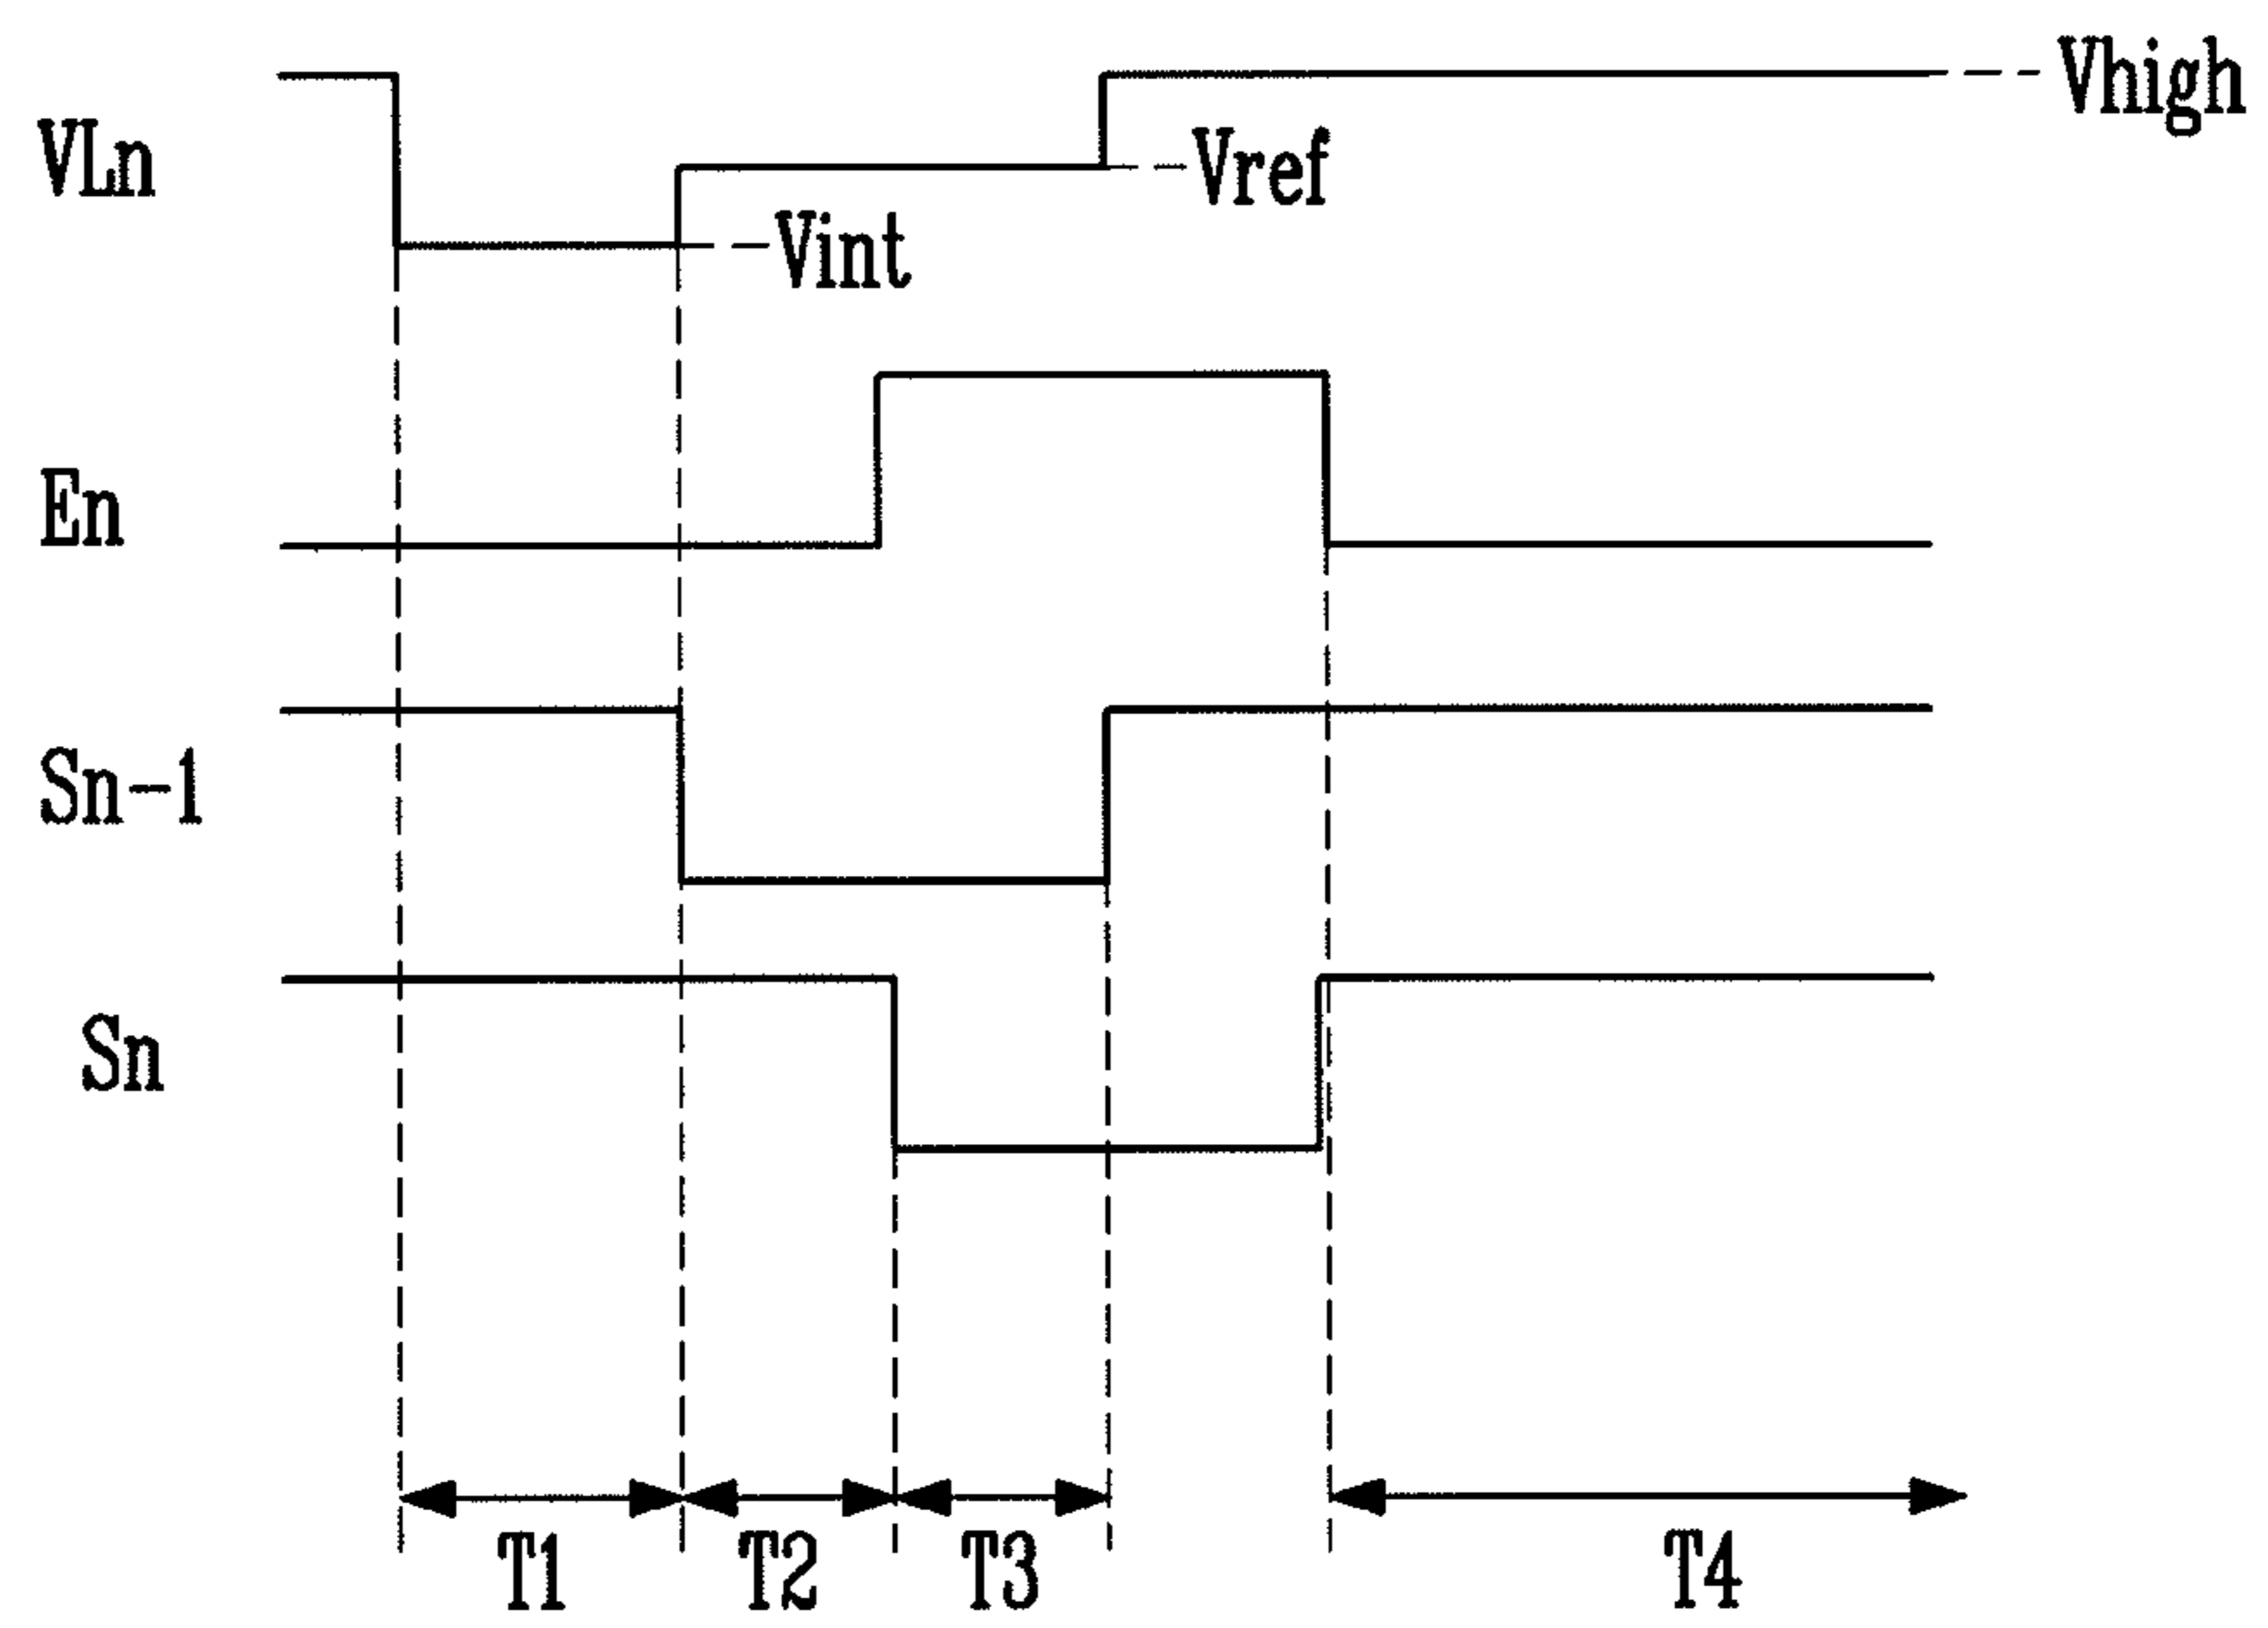 Vhigh
VLn
Vref
Vint
En
Sn-1
Sn
T1 T2 T3 T4